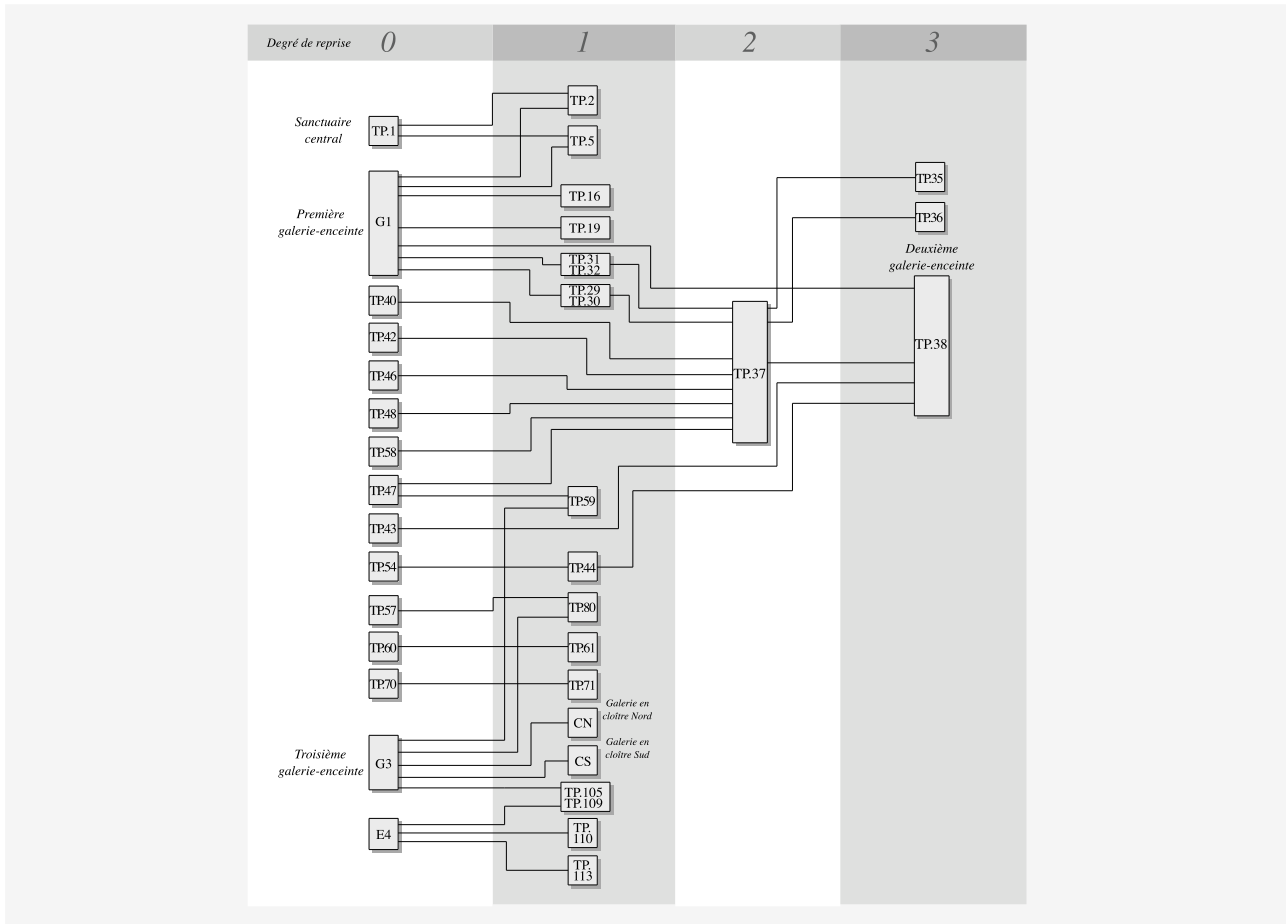 Degré de reprise 0 1 2 3
TP.2
Sanctuaire
central
TP.1
TP.5
TP.35
Première
galerie-enceinte
G1
TP.16
TP.36
TP.19
Deuxième
galerie-enceinte
TP.31
TP.32
TP.29
TP.30
TP.40
TP.42
TP.38
TP.46
TP.37
TP.48
TP.58
TP.47
TP.59
TP.43
TP.54
TP.44
TP.57
TP.80
TP.60
TP.61
TP.70
TP.71
Galerie en
cloître Nord
CN
Galerie en
cloître Sud
CS
Troisième
galerie-enceinte
G3
TP.105
TP.109
E4
TP.
110
TP.
113